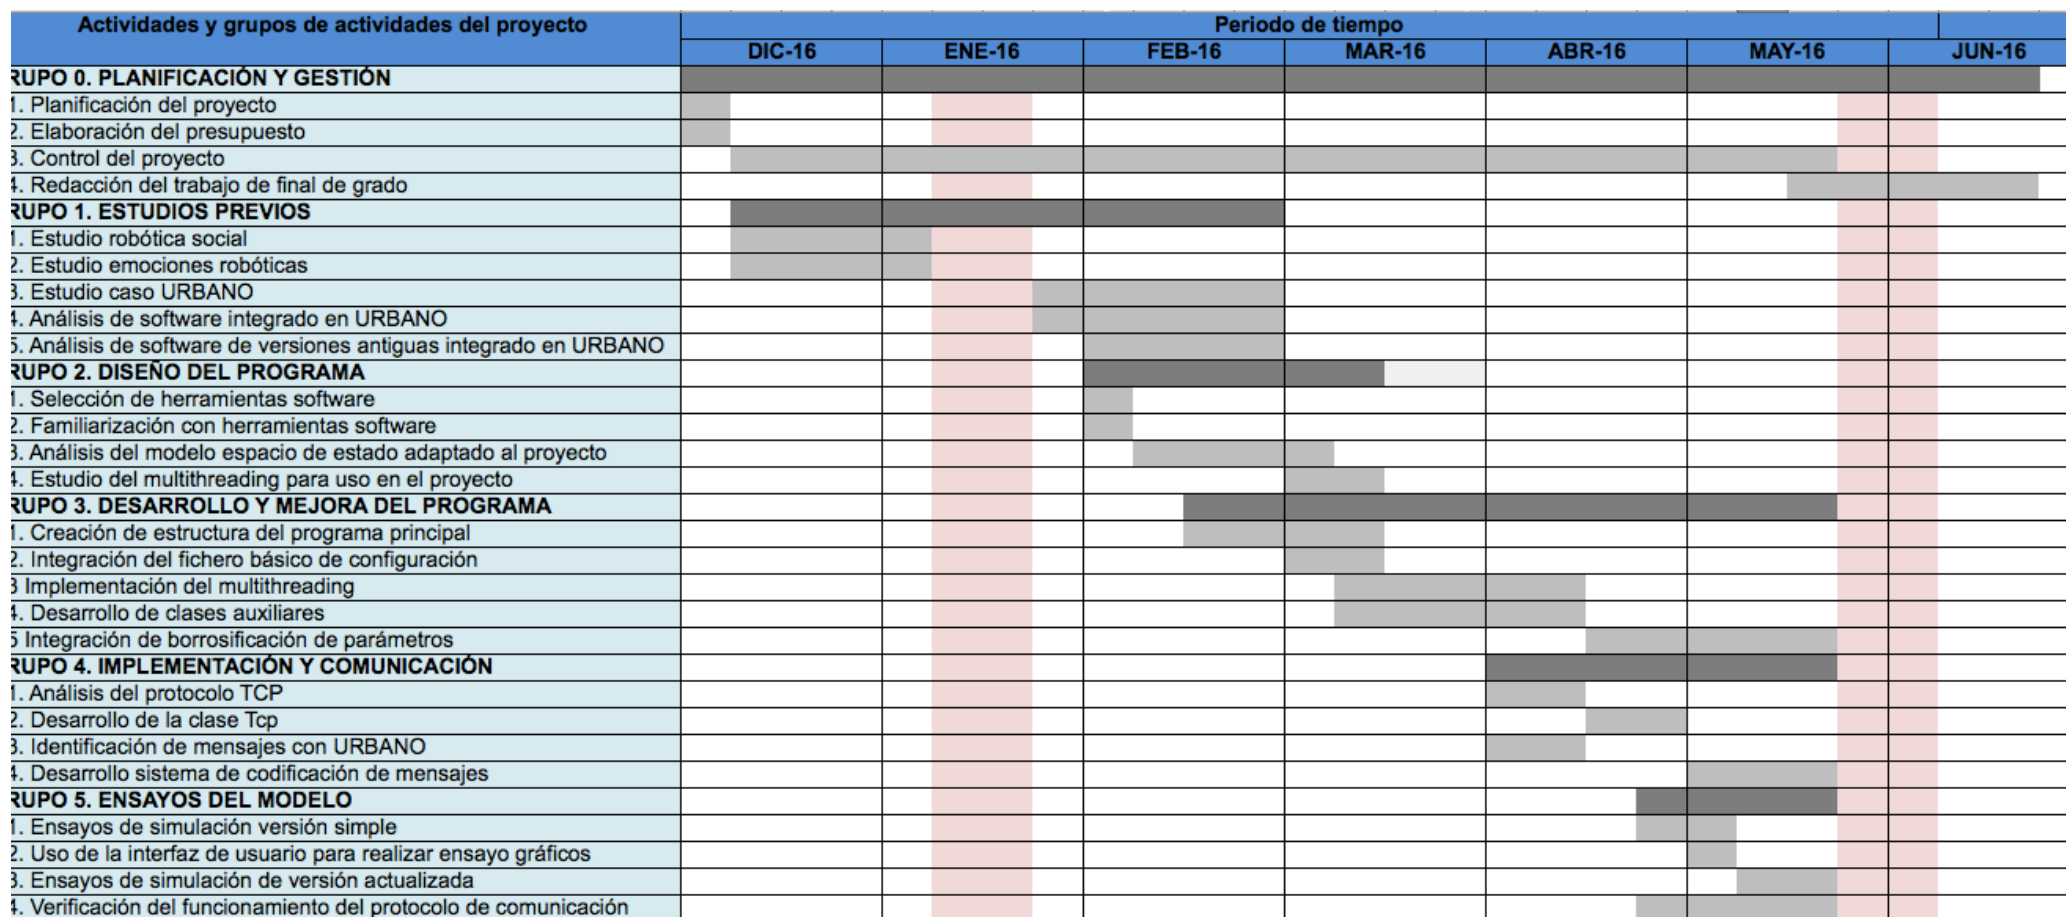 Actividades y grupos de actividades del proyecto
Periodo de tiempo
DIC-16 ENE-16 FEB-16 MAR-16 ABR-16 MAY-16 JUN-16
RUPO 0. PLANIFICACIÓN Y GESTIÓN
1. Planificación del proyecto
2. Elaboración del presupuesto
3. Control del proyecto
4. Redacción del trabajo de final de grado
RUPO 1. ESTUDIOS PREVIOS
1. Estudio robótica social
2. Estudio emociones robóticas
3. Estudio caso URBANO
4. Análisis de software integrado en URBANO
5. Análisis de software de versiones antiguas integrado en URBANO
RUPO 2. DISEÑO DEL PROGRAMA
1. Selección de herramientas software
2. Familiarización con herramientas software
3. Análisis del modelo espacio de estado adaptado al proyecto
4. Estudio del multithreading para uso en el proyecto
RUPO 3. DESARROLLO Y MEJORA DEL PROGRAMA
1. Creación de estructura del programa principal
2. Integración del fichero básico de configuración
3 Implementación del multithreading
4. Desarrollo de clases auxiliares
5 Integración de borrosificación de parámetros
RUPO 4. IMPLEMENTACIÓN Y COMUNICACIÓN
1. Análisis del protocolo TCP
2. Desarrollo de la clase Tcp
3. Identificación de mensajes con URBANO
4. Desarrollo sistema de codificación de mensajes
RUPO 5. ENSAYOS DEL MODELO
1. Ensayos de simulación versión simple
2. Uso de la interfaz de usuario para realizar ensayo gráficos
3. Ensayos de simulación de versión actualizada
4. Verificación del funcionamiento del protocolo de comunicación